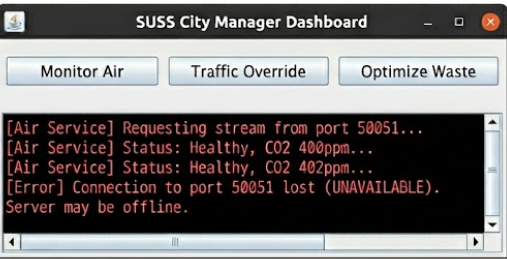 SUSS City Manager Dashboard
Monitor Air Traffic Override Optimize Waste
[Air Service] Requesting stream from port 50051...
[Air Service] Status: Healthy, CO2 400ppm...
[Air Service] Status: Healthy, CO2 402ppm...
[Error] Connection to port 50051 lost (UNAVAILABLE).
Server may be offline.